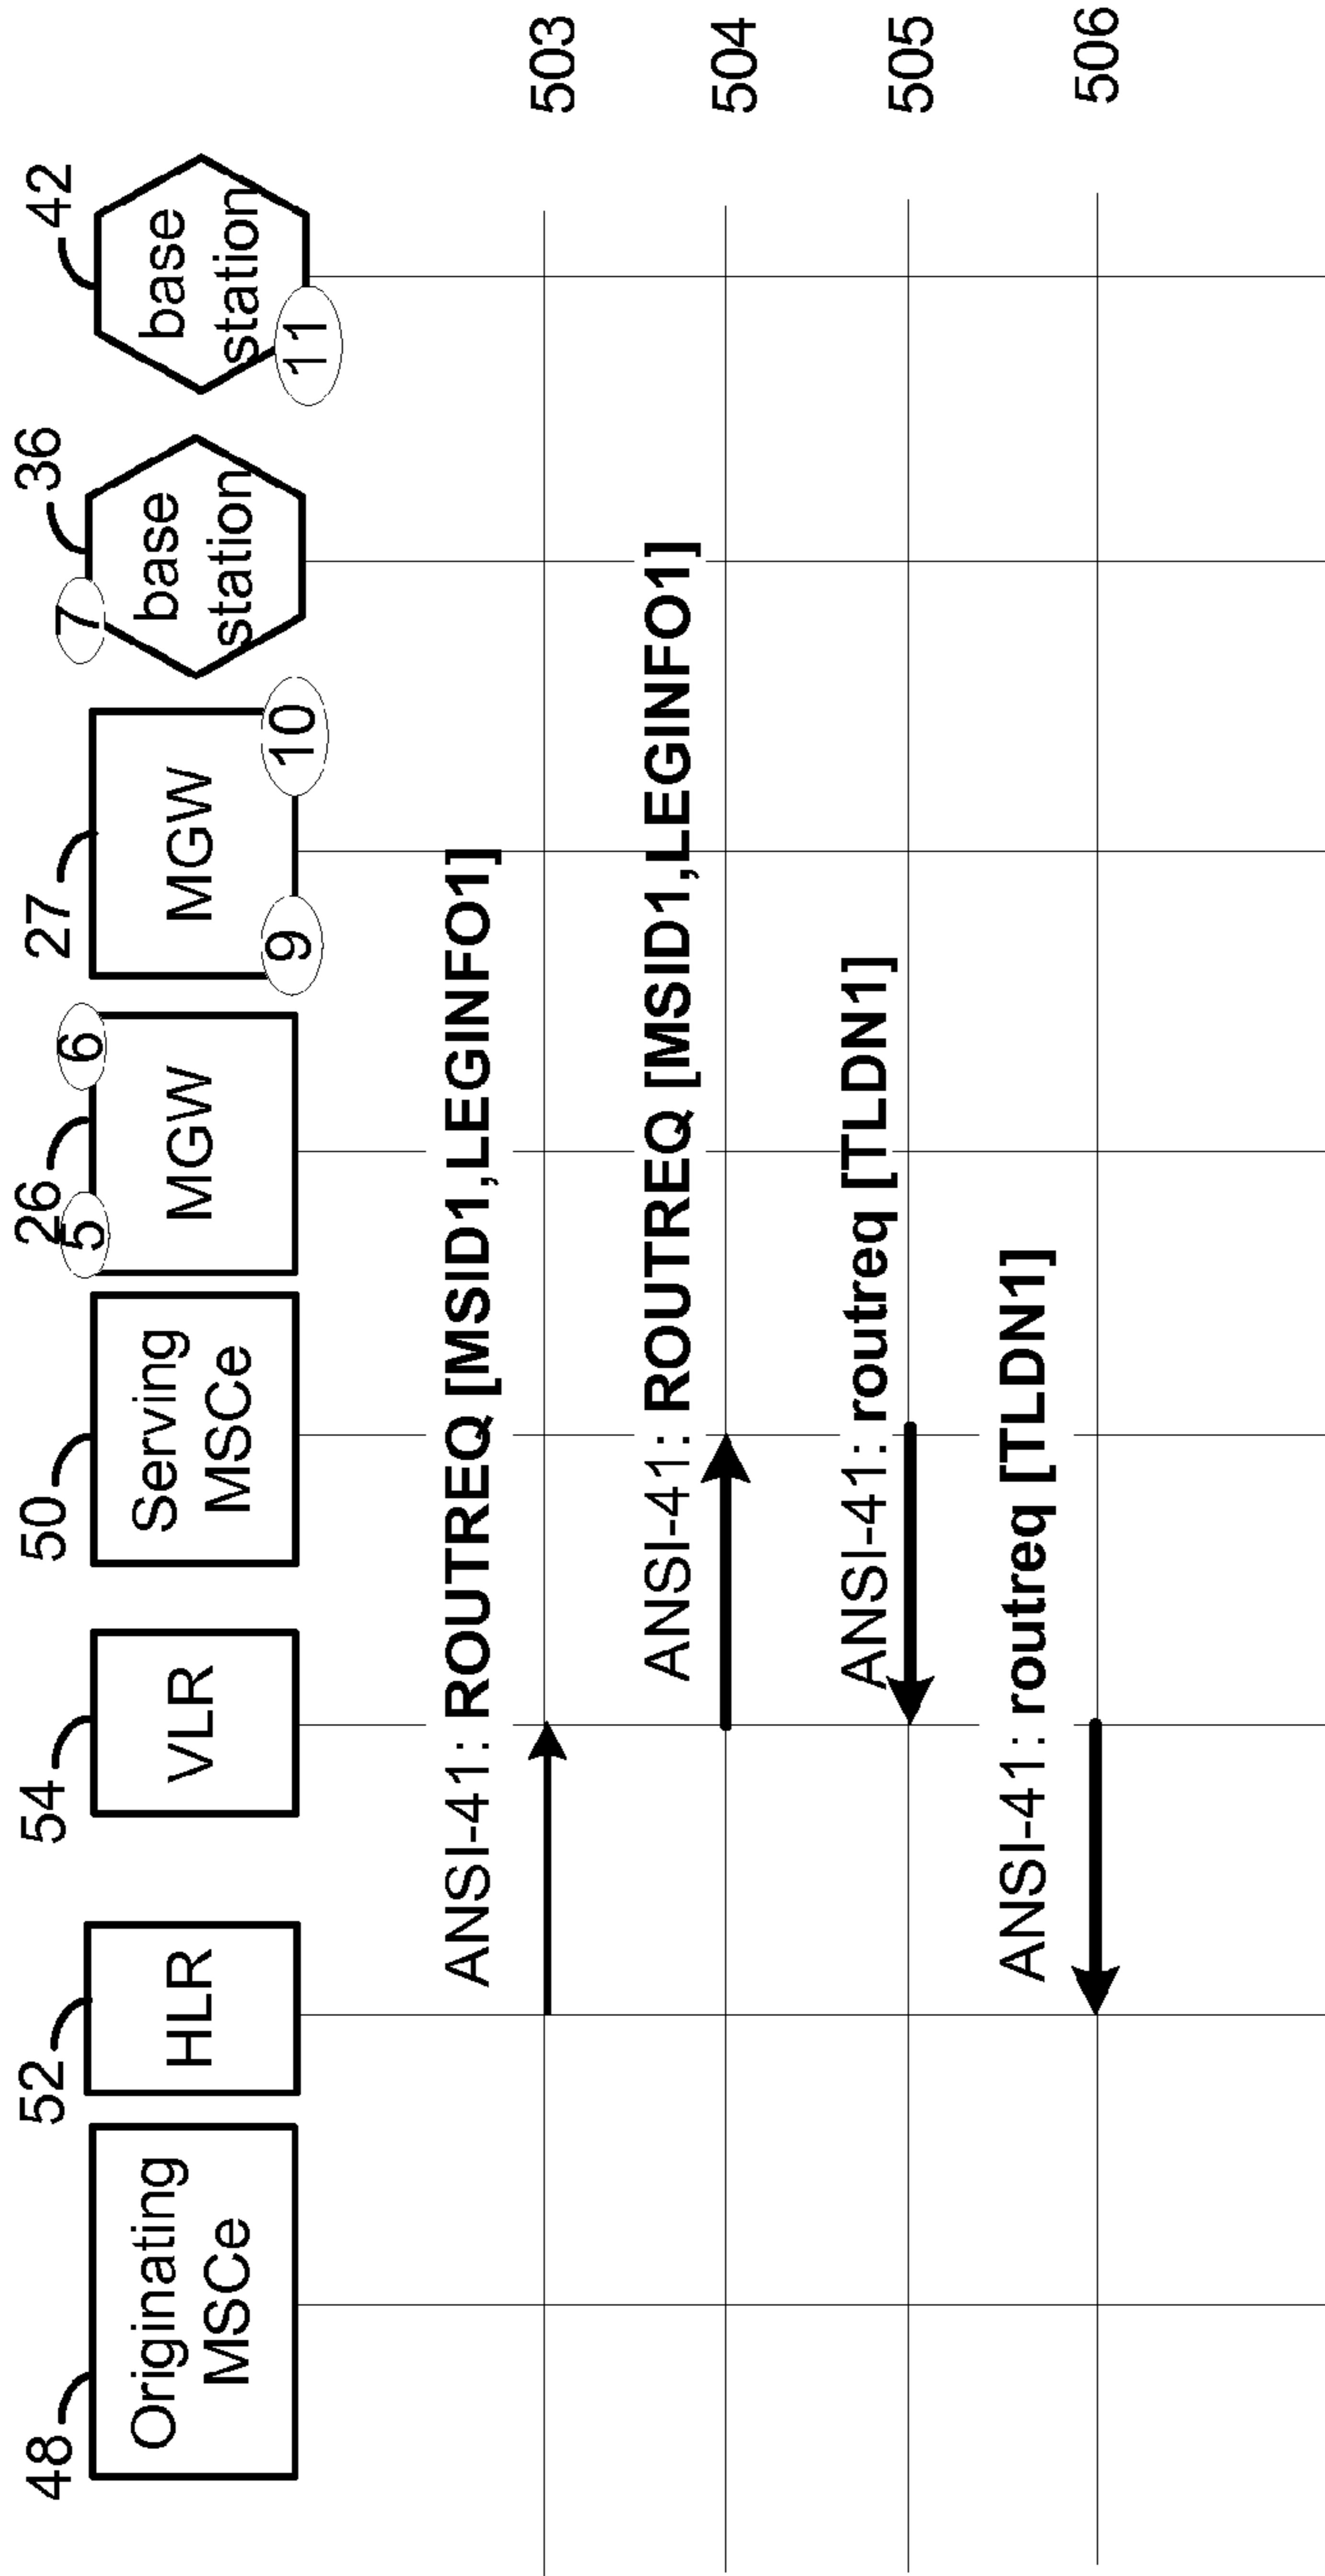 48
52
54
50
26
27
36
42
Originating
MSCe
HLR
VLR
Serving
MSCe
5
6
MGW
MGW
9
10
7
base
station
base
station
11
ANSI-41: ROUTREQ [MSID1,LEGINFO1]
503
ANSI-41: ROUTREQ [MSID1,LEGINFO1]
504
ANSI-41: routreq [TLDN1]
505
ANSI-41: routreq [TLDN1]
506